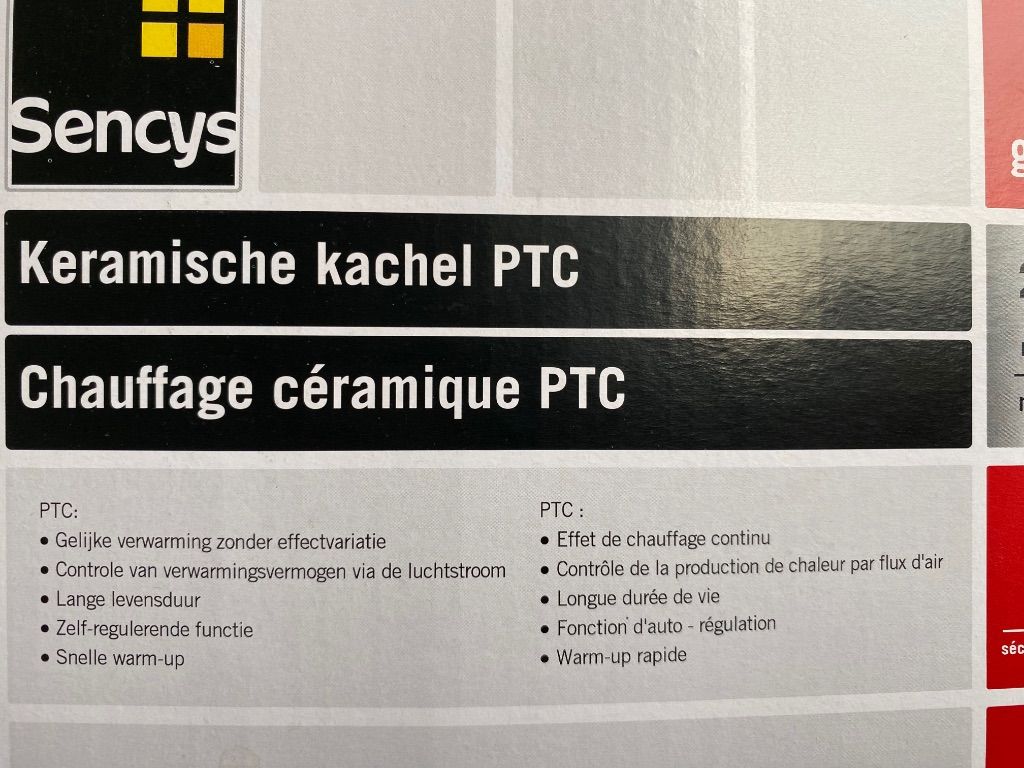 Sencys
Keramische kachel PTC
Chauffage céramique PTC
PTC:
• Gelijke verwarming zonder effectvariatie
• Controle van verwarmingsvermogen via de luchtstroom
• Lange levensduur
• Zelf-regulerende functie
• Snelle warm-up
PTC :
• Effet de chauffage continu
• Contrôle de la production de chaleur par flux d'air
• Longue durée de vie
• Fonction d'auto - régulation
• Warm-up rapide